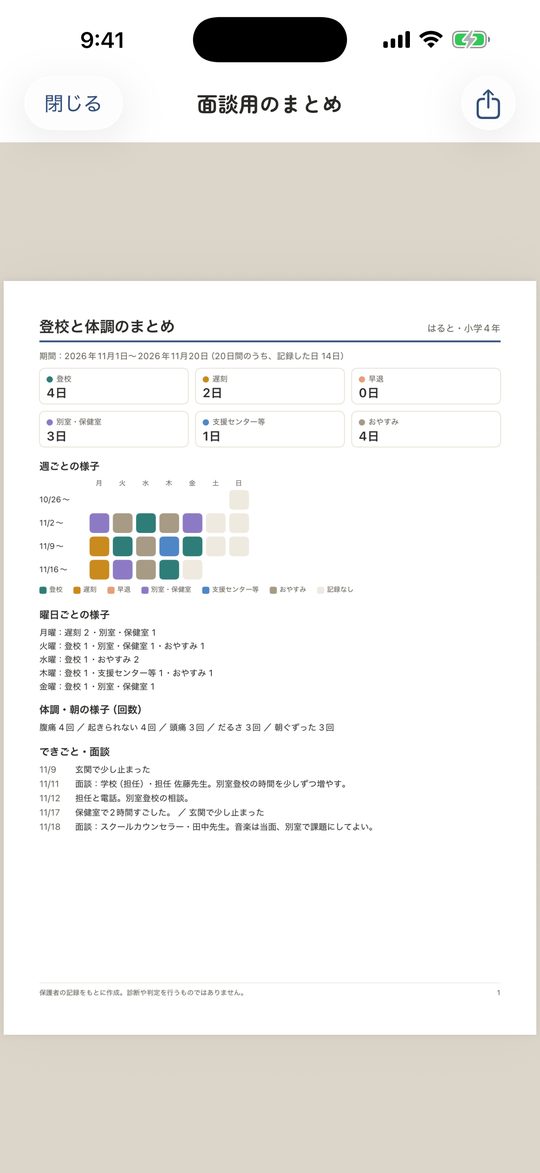 9:41
閉じる
面談用のまとめ
登校と体調のまとめ
はると・小学4年
期間：2026年11月1日〜2026年11月20日（20日間のうち、記録した日 14日）
登校
4日
遅刻
2日
早退
0日
別室・保健室
3日
支援センター等
1日
おやすみ
4日
週ごとの様子
月 火 水 木 金 土 日
10/26〜
11/2〜
11/9〜
11/16〜
登校 遅刻 早退 別室・保健室 支援センター等 おやすみ 記録なし
曜日ごとの様子
月曜：遅刻 2・別室・保健室 1
火曜：登校 1・別室・保健室 1・おやすみ 1
水曜：登校 1・おやすみ 2
木曜：登校 1・支援センター等 1・おやすみ 1
金曜：登校 1・別室・保健室 1
体調・朝の様子（回数）
腹痛 4回 ／ 起きられない 4回 ／ 頭痛 3回 ／ だるさ 3回 ／ 朝ぐずった 3回
できごと・面談
11/9 玄関で少し止まった
11/11 面談：学校（担任）・担任 佐藤先生。別室登校の時間を少しずつ増やす。
11/12 担任と電話。別室登校の相談。
11/17 保健室で2時間すごした。 ／ 玄関で少し止まった
11/18 面談：スクールカウンセラー・田中先生。音楽は当面、別室で課題にしてよい。
保護者の記録をもとに作成。診断や判定を行うものではありません。
1